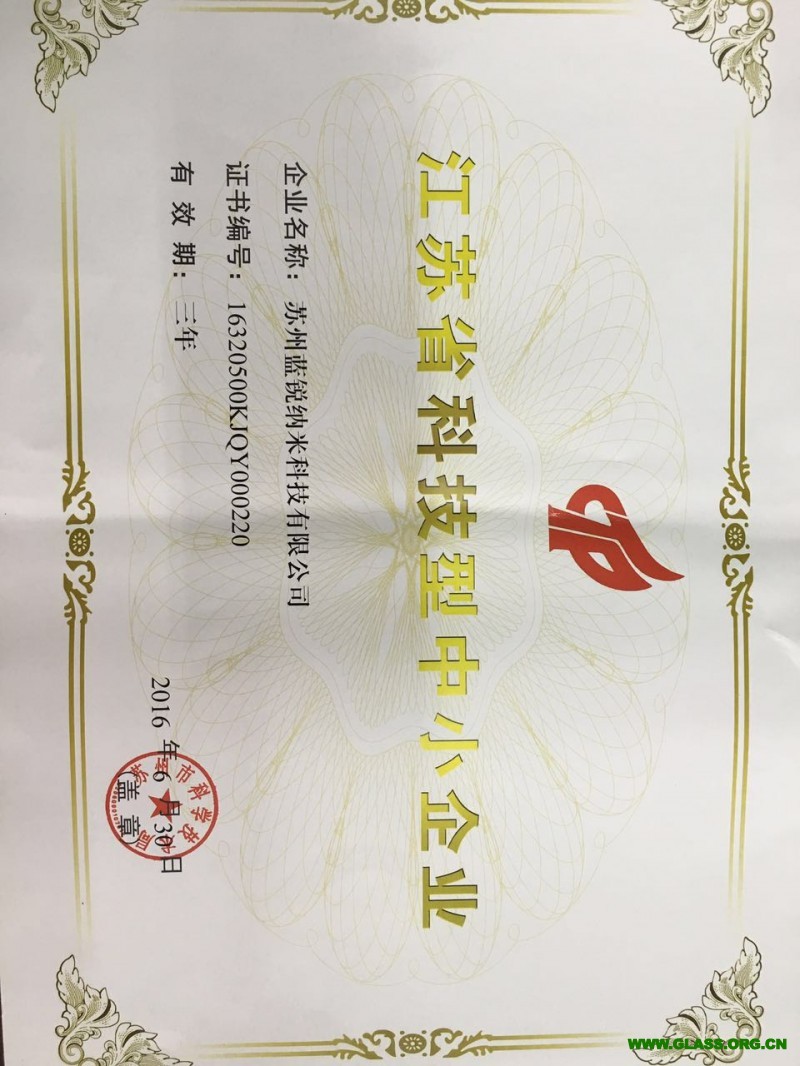 江苏省科技型中小企业
企业名称：苏州蓝锐纳米科技有限公司
证书编号：16320500KJQY000220
有 效 期：三年
2016 年 6 月 30 日
（盖 章）
WWW.GLASS.ORG.CN